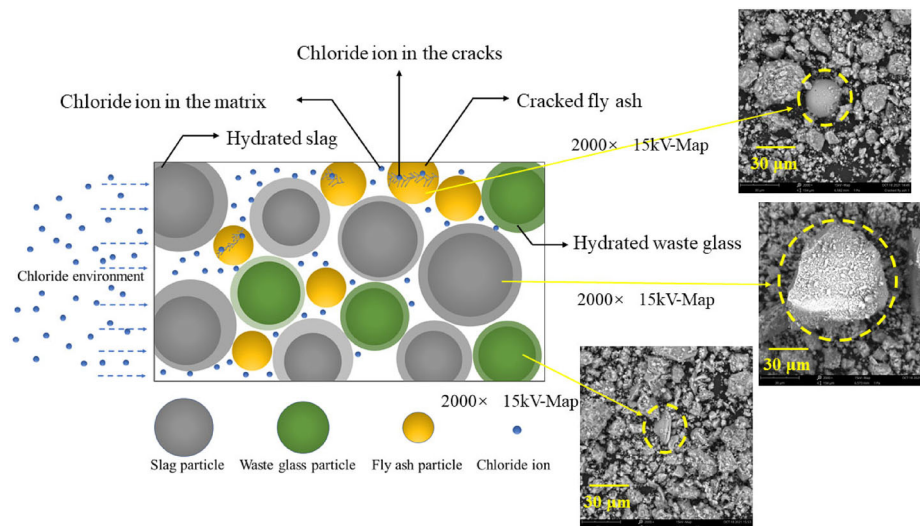 Chloride ion in the cracks
Chloride ion in the matrix
Cracked fly ash
Hydrated slag
2000× 15kV-Map
30 μm
Chloride environment
Hydrated waste glass
2000× 15kV-Map
30 μm
2000× 15kV-Map
30 μm
Slag particle
Waste glass particle
Fly ash particle
Chloride ion